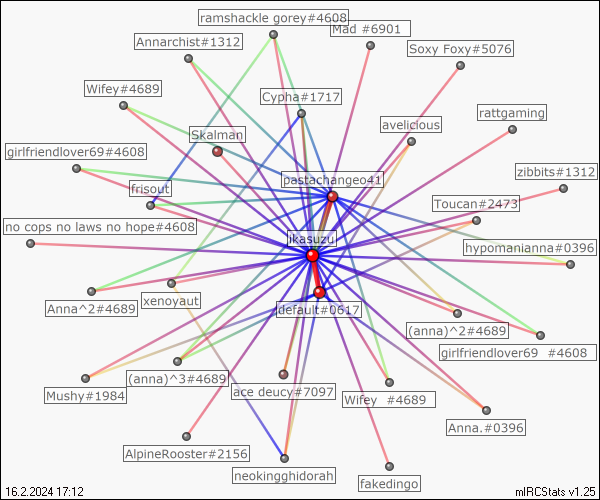 ramshackle gorey#4608
Mad #6901
Annarchist#1312
Soxy Foxy#5076
Wifey#4689
Cypha#1717
rattgaming
avelicious
Skalman
girlfriendlover69#4608
zibbits#1312
pastachangeo41
frisout
Toucan#2473
no cops no laws no hope#4608
ikasuzu
hypomanianna#0396
Anna^2#4689
xenoyaut
default#0617
(anna)^2#4689
girlfriendlover69 #4608
(anna)^3#4689
Mushy#1984
ace deucy#7097
Wifey #4689
Anna.#0396
AlpineRooster#2156
neokingghidorah
fakedingo
16.2.2024 17:12
mIRCStats v1.25